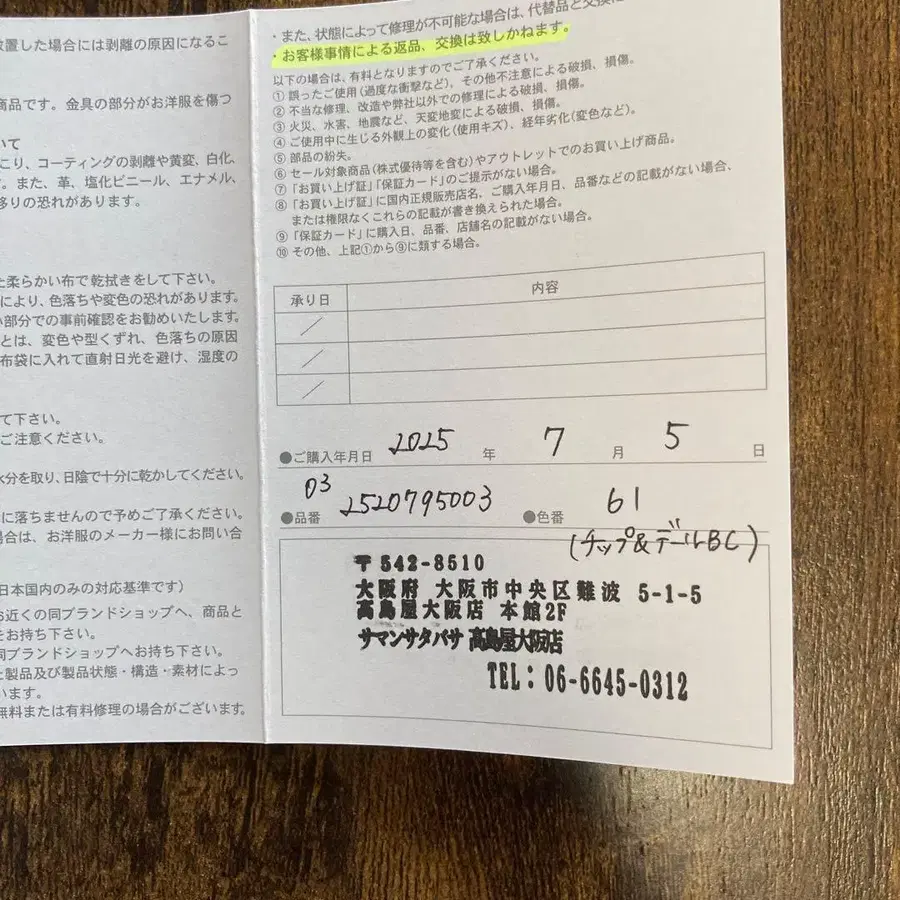 置した場合には剥離の原因になるこ
商品です。金具の部分がお洋服を傷つ
いて
こり、コーティングの剥離や黄変、白化、
す。また、革、塩化ビニール、エナメル、
移りの恐れがあります。
柔らかい布で乾拭きをして下さい。
により、色落ちや変色の恐れがあります。
い部分での事前確認をお勧めいたします。
とは、変色や型くずれ、色落ちの原因
布袋に入れて直射日光を避け、湿度の
て下さい。
ご注意ください。
水分を取り、日陰で十分に乾かしてください。
に落ちませんので予めご了承ください。
場合は、お洋服のメーカー様にお問い合
日本国内のみの対応基準です）
お近くの同ブランドショップへ、商品と
をお持ち下さい。
同ブランドショップへお持ち下さい。
製品及び製品状態・構造・素材によっ
います。
無料または有料修理の場合がございます。
・また、状態によって修理が不可能な場合は、代替品と交換に
・お客様事情による返品、交換は致しかねます。
以下の場合は、有料となりますのでご了承ください。
① 誤ったご使用（過度な衝撃など）、その他不注意による破損、損傷。
② 不当な修理、改造や弊社以外での修理による破損、損傷。
③ 火災、水害、地震など、天変地変による破損、損傷。
④ ご使用中に生じる外観上の変化（使用キズ）、経年劣化（変色など）。
⑤ 部品の紛失。
⑥ セール対象商品（株式優待等を含む）やアウトレットでのお買い上げ商品。
⑦「お買い上げ証」「保証カード」のご提示がない場合。
⑧「お買い上げ証」に国内正規販売店名、ご購入年月日、品番などの記載がない場合、
または権限なくこれらの記載が書き換えられた場合。
⑨「保証カード」に購入日、品番、店舗名の記載がない場合。
⑩ その他、上記①から⑨に類する場合。
承り日 内容
／
／
／
●ご購入年月日 2025 年 7 月 5 日
●品番 03 2520795003 ●色番 61
(チップ&デールBC)
〒542-8510
大阪府 大阪市中央区難波 5-1-5
高島屋大阪店 本館2F
サマンサタバサ 高島屋大阪店
TEL：06-6645-0312